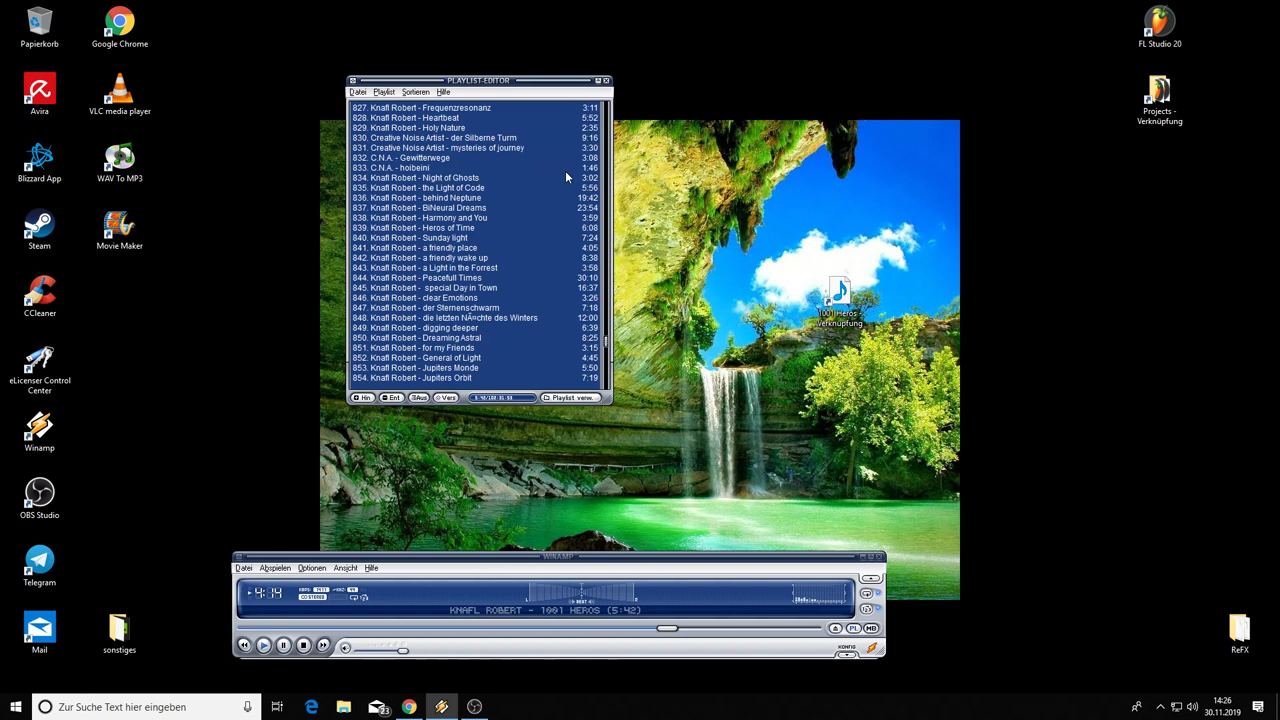 Papierkorb
Google Chrome
FL Studio 20
Avira
VLC media player
Projects -
Verknüpfung
Blizzard App
WAV To MP3
Steam
Movie Maker
CCleaner
eLicenser Control
Center
Winamp
OBS Studio
Telegram
Mail
sonstiges
1001 Heros -
Verknüpfung
ReFX
PLAYLIST-EDITOR
Datei Playlist Sortieren Hilfe
827. Knafl Robert - Frequenzresonanz 3:11
828. Knafl Robert - Heartbeat 5:52
829. Knafl Robert - Holy Nature 2:35
830. Creative Noise Artist - der Silberne Turm 9:16
831. Creative Noise Artist - mysteries of journey 3:30
832. C.N.A. - Gewitterwege 3:08
833. C.N.A. - hoibeini 1:46
834. Knafl Robert - Night of Ghosts 3:02
835. Knafl Robert - the Light of Code 5:56
836. Knafl Robert - behind Neptune 19:42
837. Knafl Robert - BiNeural Dreams 23:54
838. Knafl Robert - Harmony and You 3:59
839. Knafl Robert - Heros of Time 6:08
840. Knafl Robert - Sunday light 7:24
841. Knafl Robert - a friendly place 4:05
842. Knafl Robert - a friendly wake up 8:38
843. Knafl Robert - a Light in the Forrest 3:58
844. Knafl Robert - Peacefull Times 30:10
845. Knafl Robert - special Day in Town 16:37
846. Knafl Robert - clear Emotions 3:26
847. Knafl Robert - der Sternenschwarm 7:18
848. Knafl Robert - die letzten NÃ¤chte des Winters 12:00
849. Knafl Robert - digging deeper 6:39
850. Knafl Robert - Dreaming Astral 8:25
851. Knafl Robert - for my Friends 3:15
852. Knafl Robert - General of Light 4:45
853. Knafl Robert - Jupiters Monde 5:50
854. Knafl Robert - Jupiters Orbit 7:19
Hin Ent Aus Vers Playlist verw.
WINAMP
Datei Abspielen Optionen Ansicht Hilfe
4:14
KNAFL ROBERT - 1001 HEROS (5:42)
PL MB
KONFIG
Zur Suche Text hier eingeben
23
14:26
30.11.2019